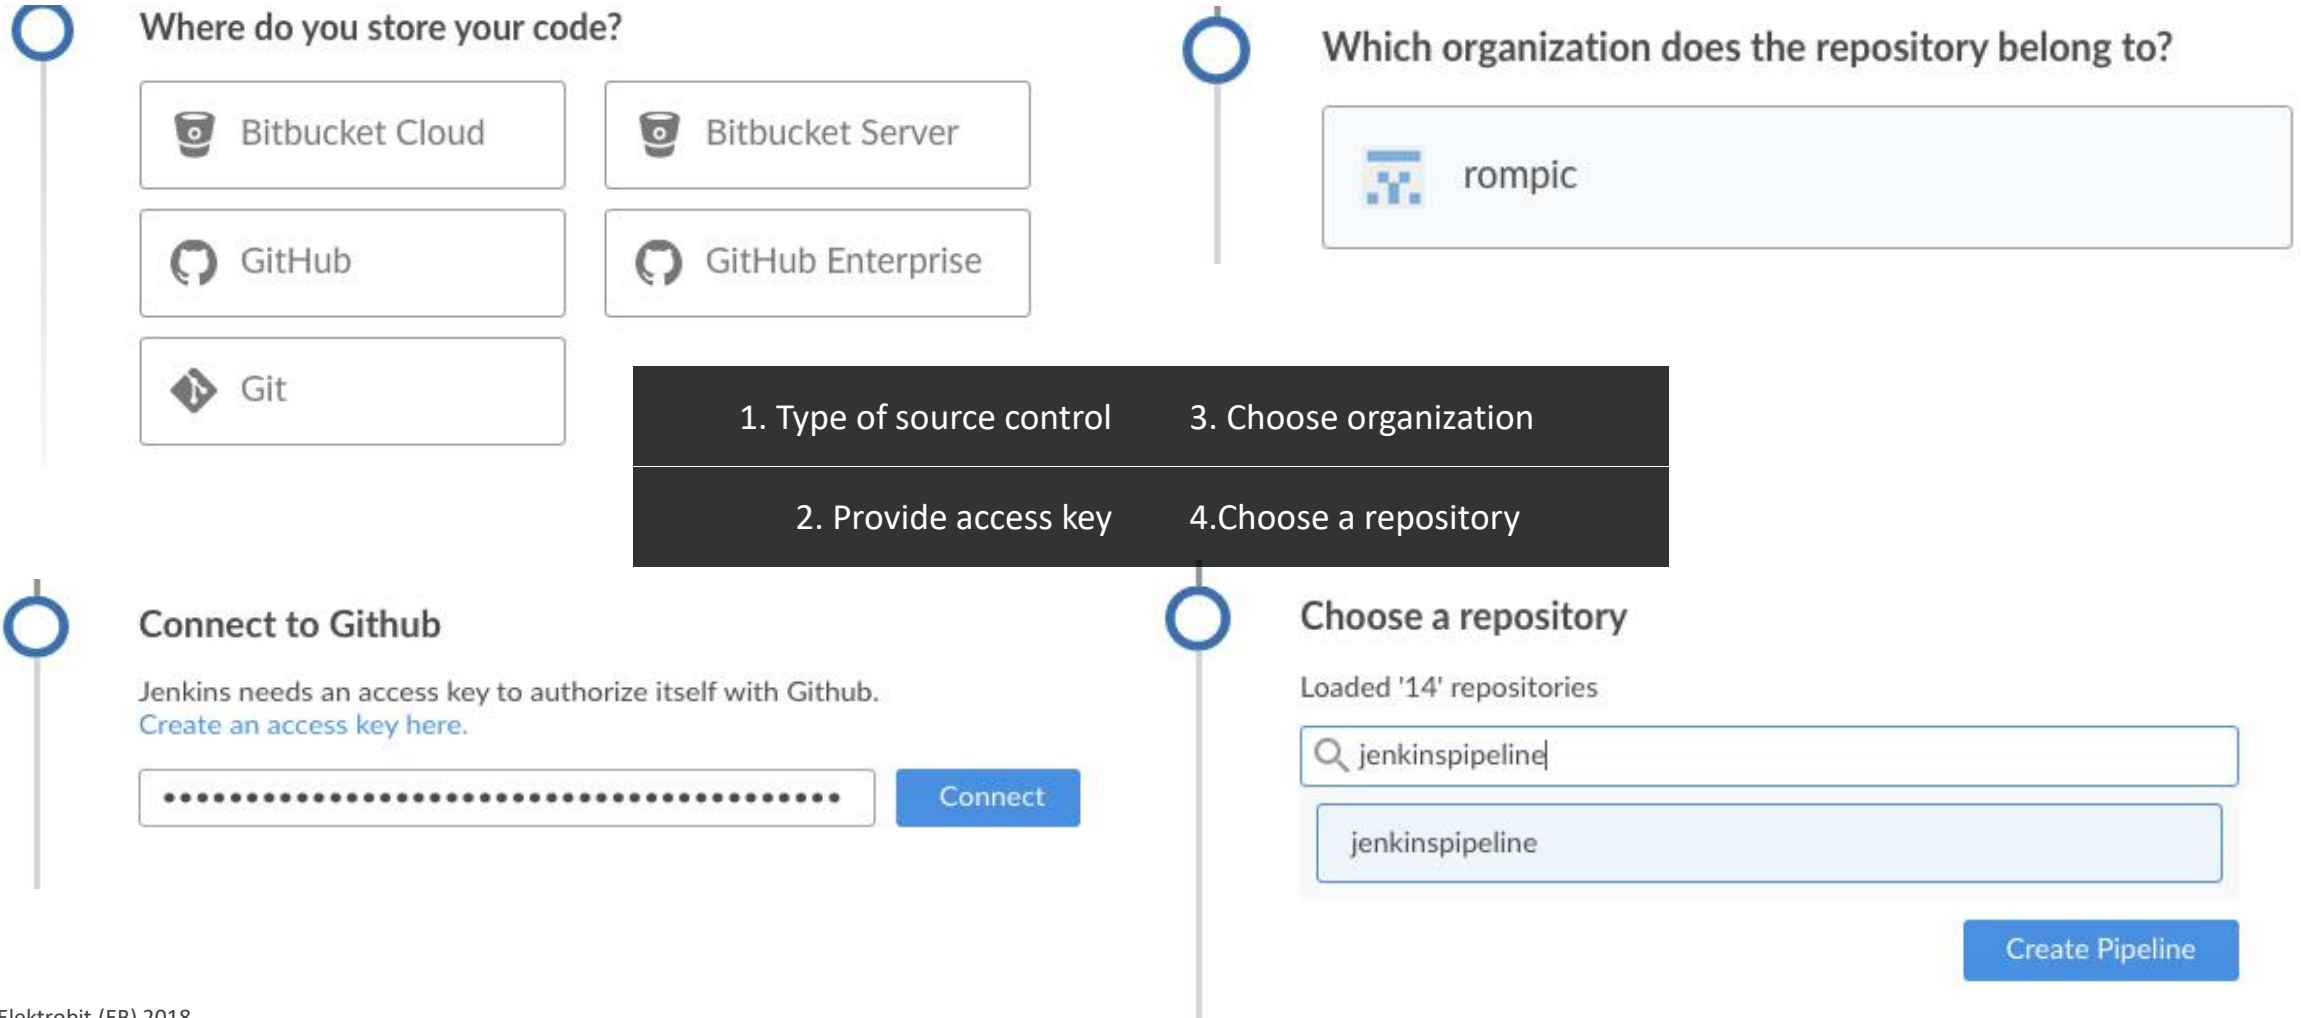 Where do you store your code?
Bitbucket Cloud
Bitbucket Server
GitHub
GitHub Enterprise
Git
Which organization does the repository belong to?
rompic
1. Type of source control
3. Choose organization
2. Provide access key
4.Choose a repository
Connect to Github
Jenkins needs an access key to authorize itself with Github.
Create an access key here.
Connect
Choose a repository
Loaded '14' repositories
jenkinspipeline
jenkinspipeline
Create Pipeline
Elektrobit (EB) 2018